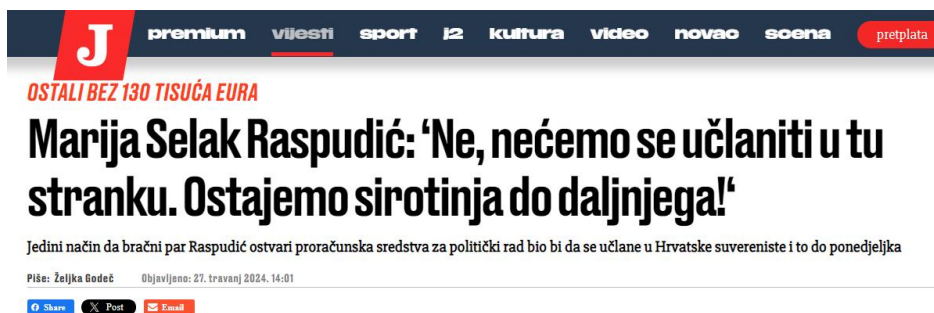 J premium vijesti sport j2 kultura video novac scena pretplata
OSTALI BEZ 130 TISUĆA EURA
Marija Selak Raspudić: ‘Ne, nećemo se učlaniti u tu
stranku. Ostajemo sirotinja do daljnjega!‘
Jedini način da bračni par Raspudić ostvari proračunska sredstva za politički rad bio bi da se učlane u Hrvatske suvereniste i to do ponedjeljka
Piše: Željka Godeč Objavljeno: 27. travanj 2024. 14:01
Share X Post Email